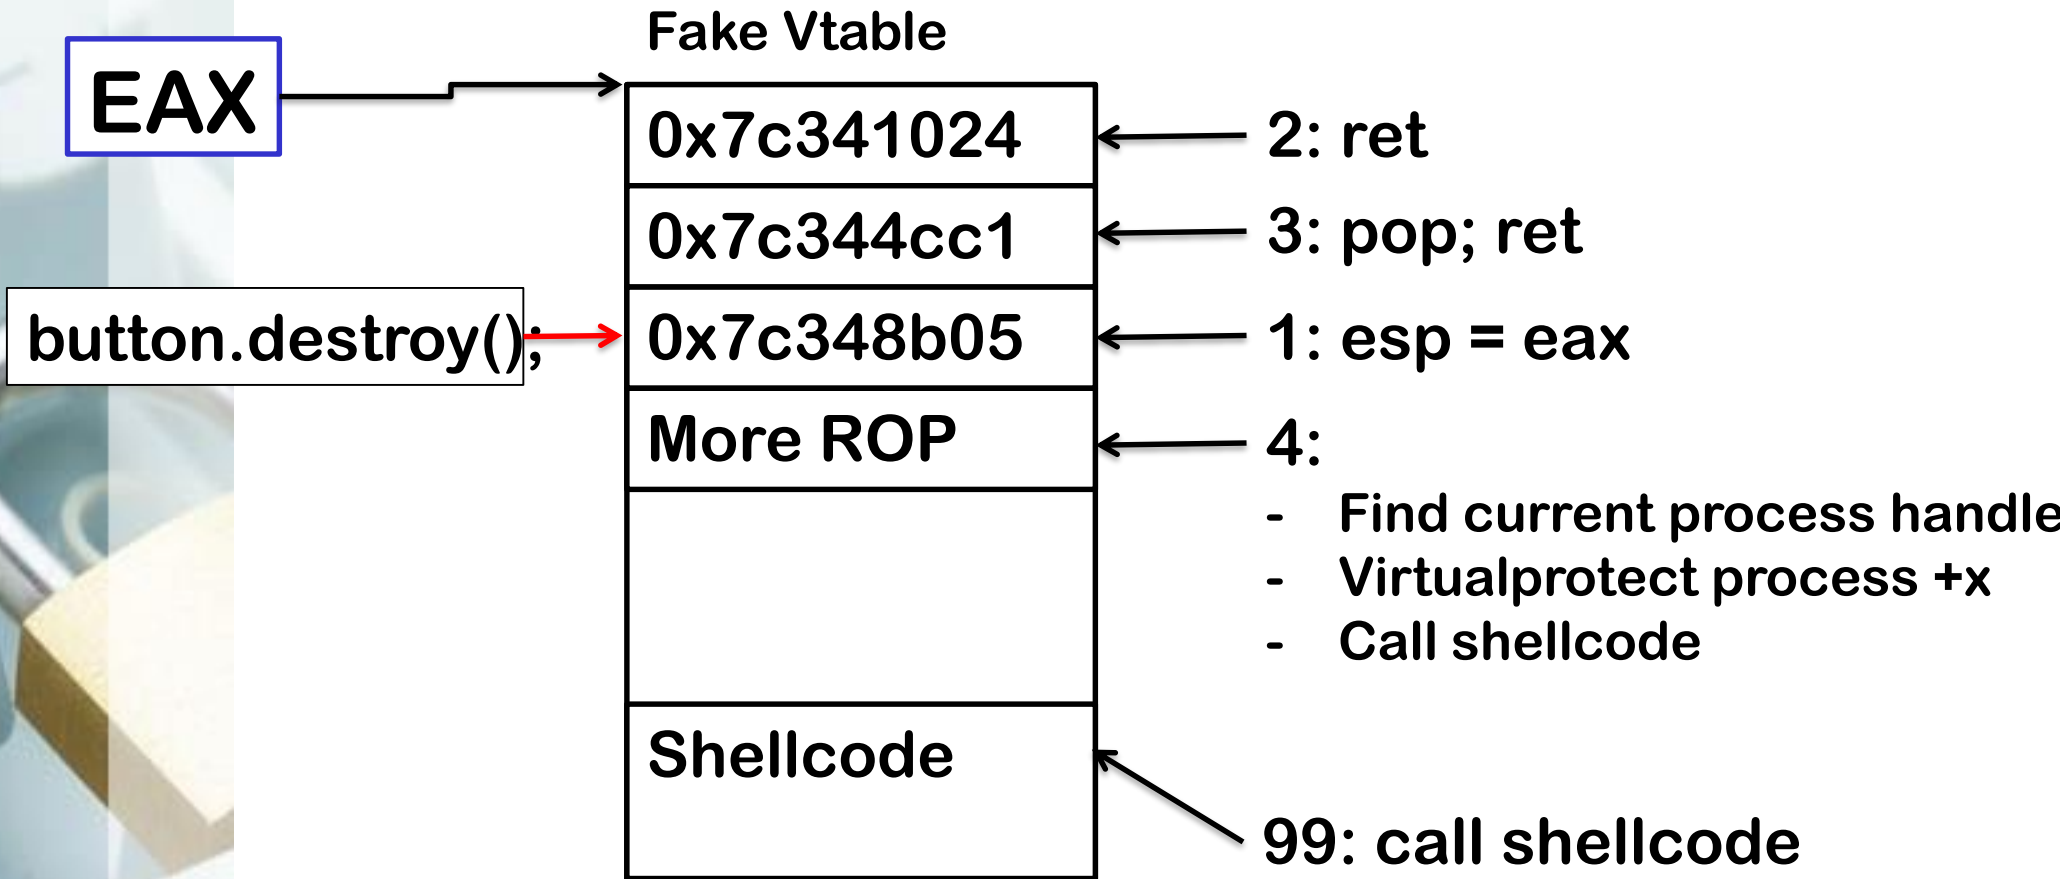 Fake Vtable
EAX
0x7c341024
2: ret
0x7c344cc1
3: pop; ret
button.destroy();
0x7c348b05
1: esp = eax
More ROP
4:
- Find current process handle
- Virtualprotect process +x
- Call shellcode
Shellcode
99: call shellcode